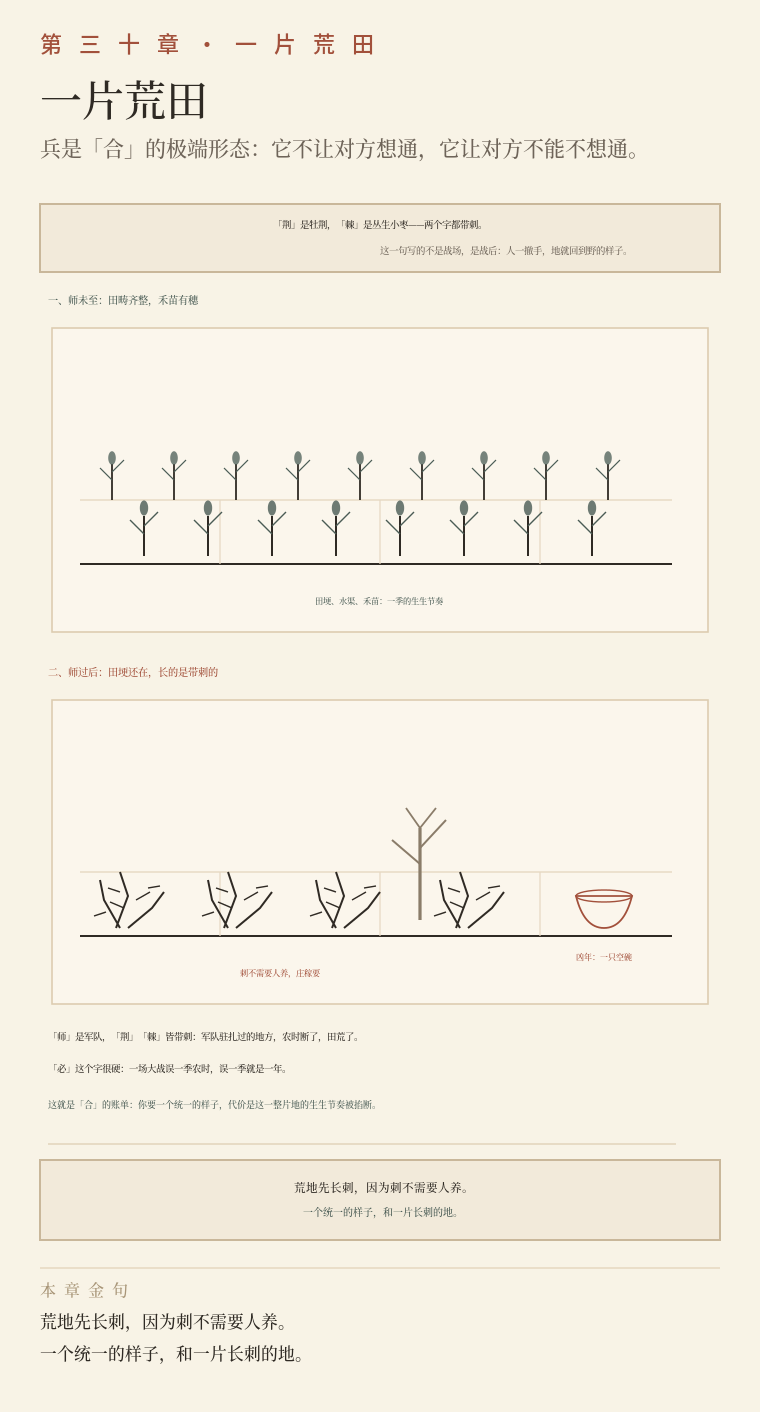 第三十章·一片荒田
一片荒田
兵是「合」的极端形态：它不让对方想通，它让对方不能不想通。
「荆」是牡荆，「棘」是丛生小枣——两个字都带刺。
这一句写的不是战场，是战后：人一撤手，地就回到野的样子。
一、师未至：田畴齐整，禾苗有穗
田埂、水渠、禾苗：一季的生生节奏
二、师过后：田埂还在，长的是带刺的
凶年：一只空碗
刺不需要人养，庄稼要
「师」是军队，「荆」「棘」皆带刺：军队驻扎过的地方，农时断了，田荒了。
「必」这个字很硬：一场大战误一季农时，误一季就是一年。
这就是「合」的账单：你要一个统一的样子，代价是这一整片地的生生节奏被掐断。
荒地先长刺，因为刺不需要人养。
一个统一的样子，和一片长刺的地。
本章金句
荒地先长刺，因为刺不需要人养。
一个统一的样子，和一片长刺的地。